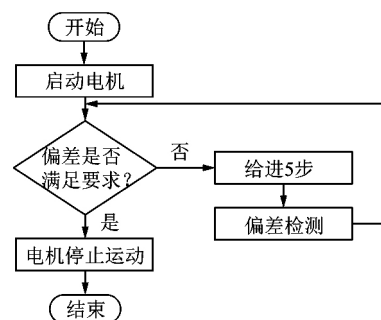 开始
启动电机
偏差是否
满足要求?
否
给进5步
偏差检测
是
电机停止运动
结束